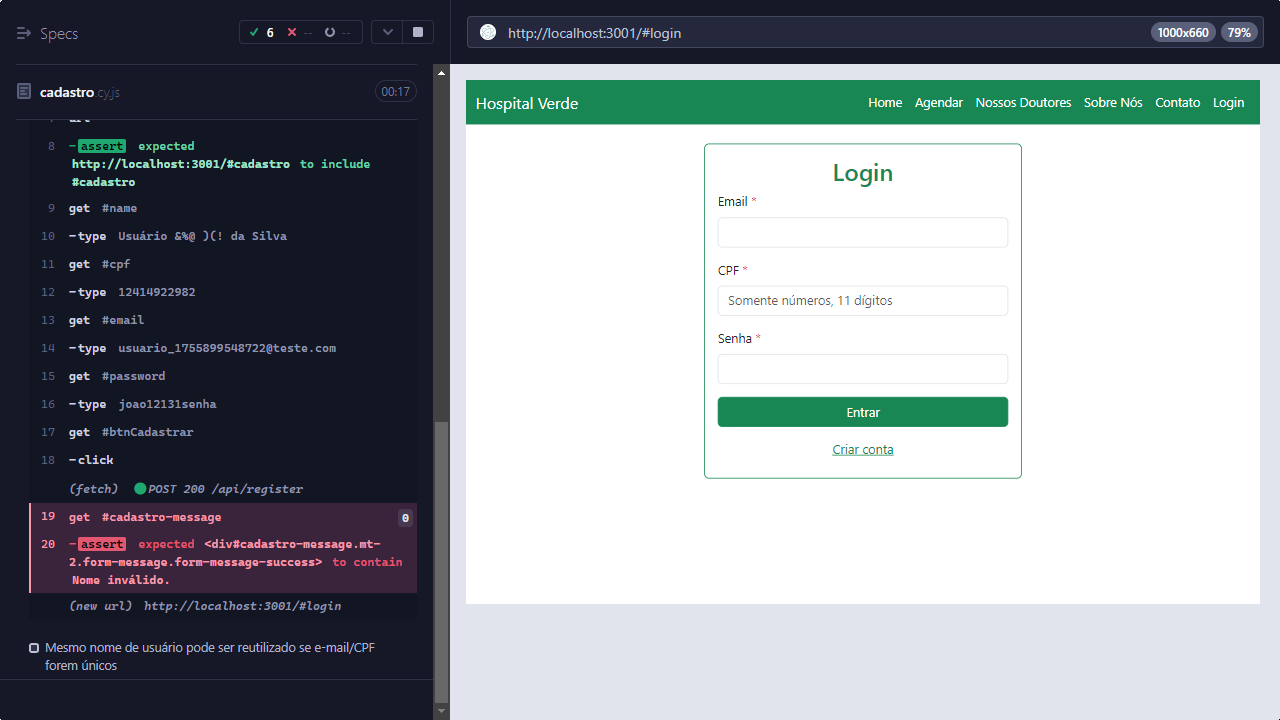 Specs
6
--
--
http://localhost:3001/#login
1000x660
79%
cadastro.cy.js
00:17
url
8 -assert expected
http://localhost:3001/#cadastro to include
#cadastro
9 get #name
10 -type Usuário &%@ )(! da Silva
11 get #cpf
12 -type 12414922982
13 get #email
14 -type usuario_1755899548722@teste.com
15 get #password
16 -type joao12131senha
17 get #btnCadastrar
18 -click
(fetch) POST 200 /api/register
19 get #cadastro-message 0
20 -assert expected <div#cadastro-message.mt-
2.form-message.form-message-success> to contain
Nome inválido.
(new url) http://localhost:3001/#login
Mesmo nome de usuário pode ser reutilizado se e-mail/CPF
forem únicos
Hospital Verde
Home Agendar Nossos Doutores Sobre Nós Contato Login
Login
Email *
CPF *
Somente números, 11 dígitos
Senha *
Entrar
Criar conta